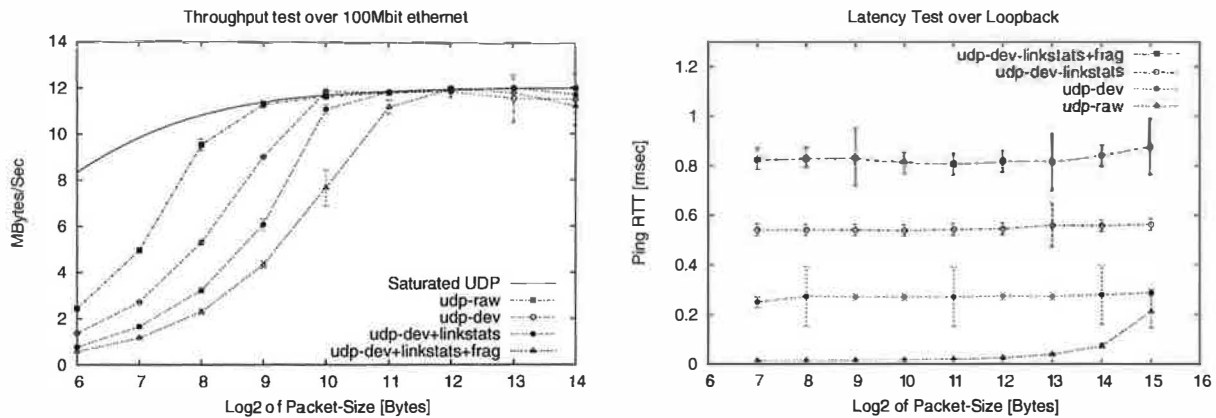 Throughput test over 100Mbit ethernet
14
12
10
8
6
4
2
0
MBytes/Sec
Saturated UDP
udp-raw
udp-dev
udp-dev+linkstats
udp-dev+linkstats+frag
6 7 8 9 10 11 12 13 14
Log2 of Packet-Size [Bytes]
Latency Test over Loopback
1.2
1
0.8
0.6
0.4
0.2
0
Ping RTT [msec]
udp-dev-linkstats+frag
udp-dev-linkstats
udp-dev
udp-raw
6 7 8 9 10 11 12 13 14 15 16
Log2 of Packet-Size [Bytes]